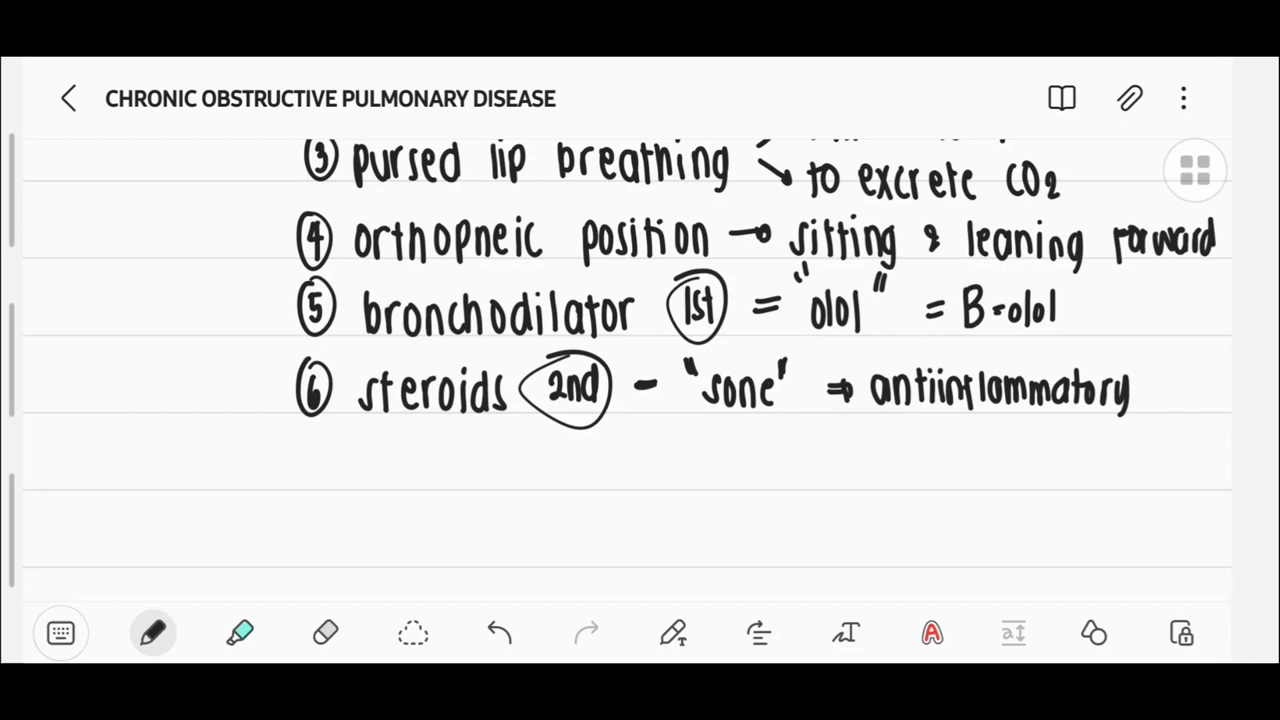 CHRONIC OBSTRUCTIVE PULMONARY DISEASE
③ pursed lip breathing ↘ to excrete CO2
④ orthopneic position → sitting & leaning forward
⑤ bronchodilator 1st = "olol" = B-olol
⑥ steroids 2nd - "sone" ⇒ antiinflammatory